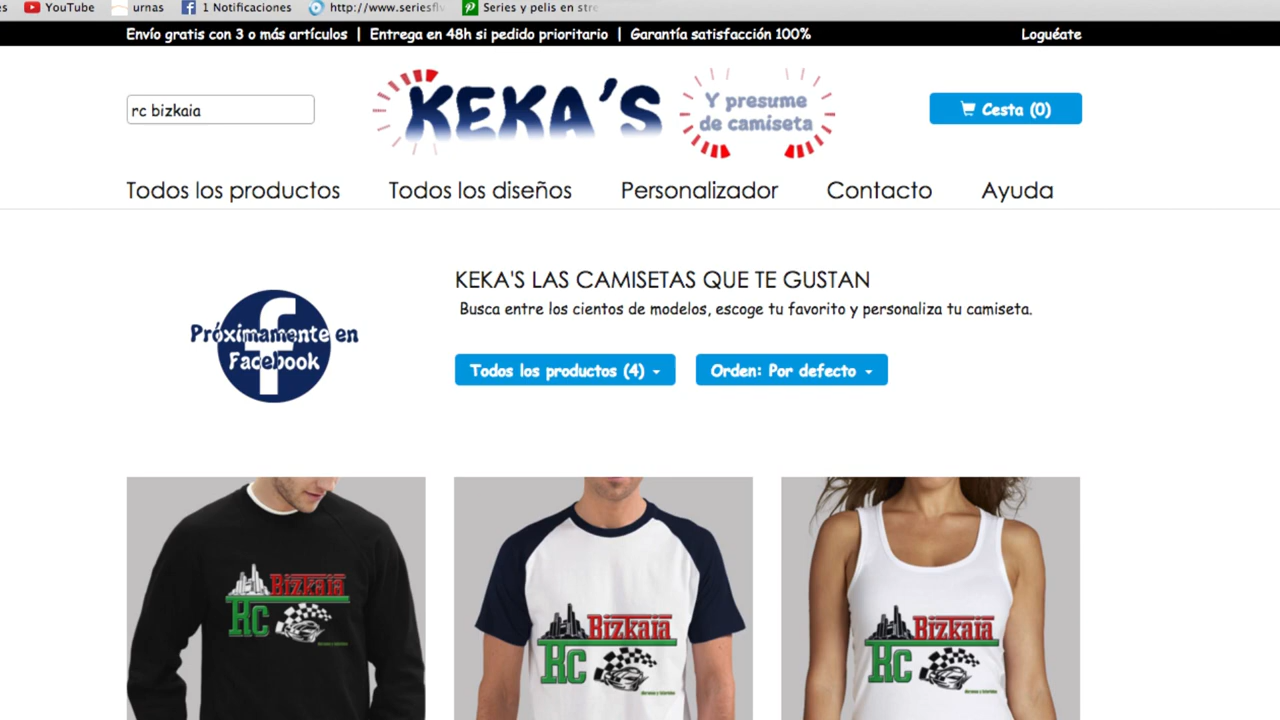 YouTube
urnas
1 Notificaciones
http://www.seriesfl
Series y pelis en stre
Envío gratis con 3 o más artículos | Entrega en 48h si pedido prioritario | Garantía satisfacción 100%
Loguéate
rc bizkaia
KEKA'S
Y presume
de camiseta
Cesta (0)
Todos los productos
Todos los diseños
Personalizador
Contacto
Ayuda
KEKA'S LAS CAMISETAS QUE TE GUSTAN
Busca entre los cientos de modelos, escoge tu favorito y personaliza tu camiseta.
Próximamente en
Facebook
Todos los productos (4)
Orden: Por defecto
Bizkaia
Rc
Bizkaia
Rc
Bizkaia
Rc